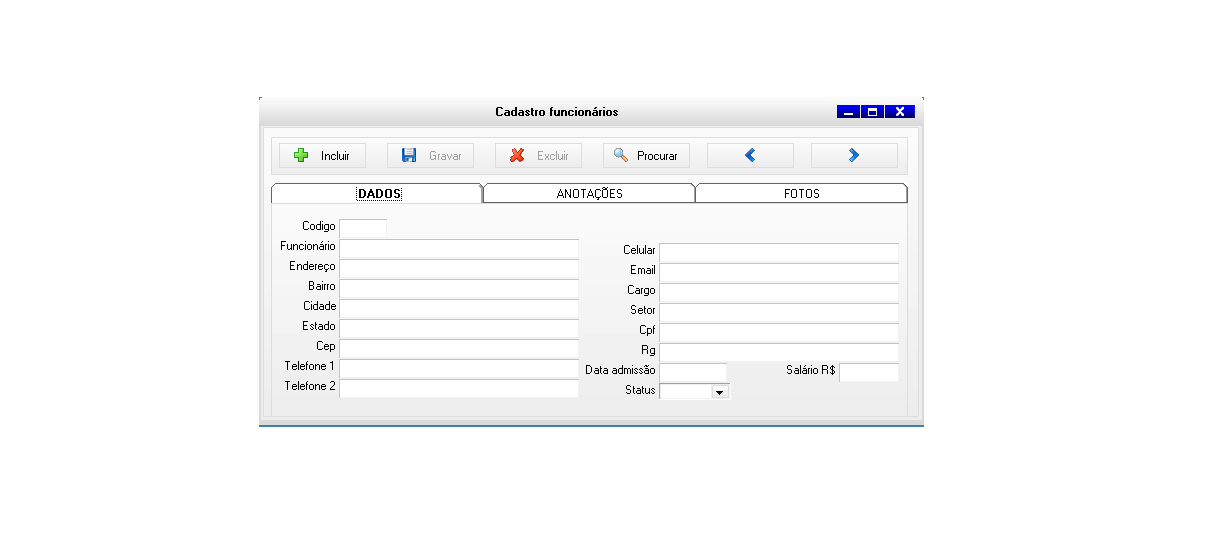 Cadastro funcionários
Incluir Gravar Excluir Procurar
DADOS ANOTAÇÕES FOTOS
Codigo
Funcionário
Endereço
Bairro
Cidade
Estado
Cep
Telefone 1
Telefone 2
Celular
Email
Cargo
Setor
Cpf
Rg
Data admissão Salário R$
Status